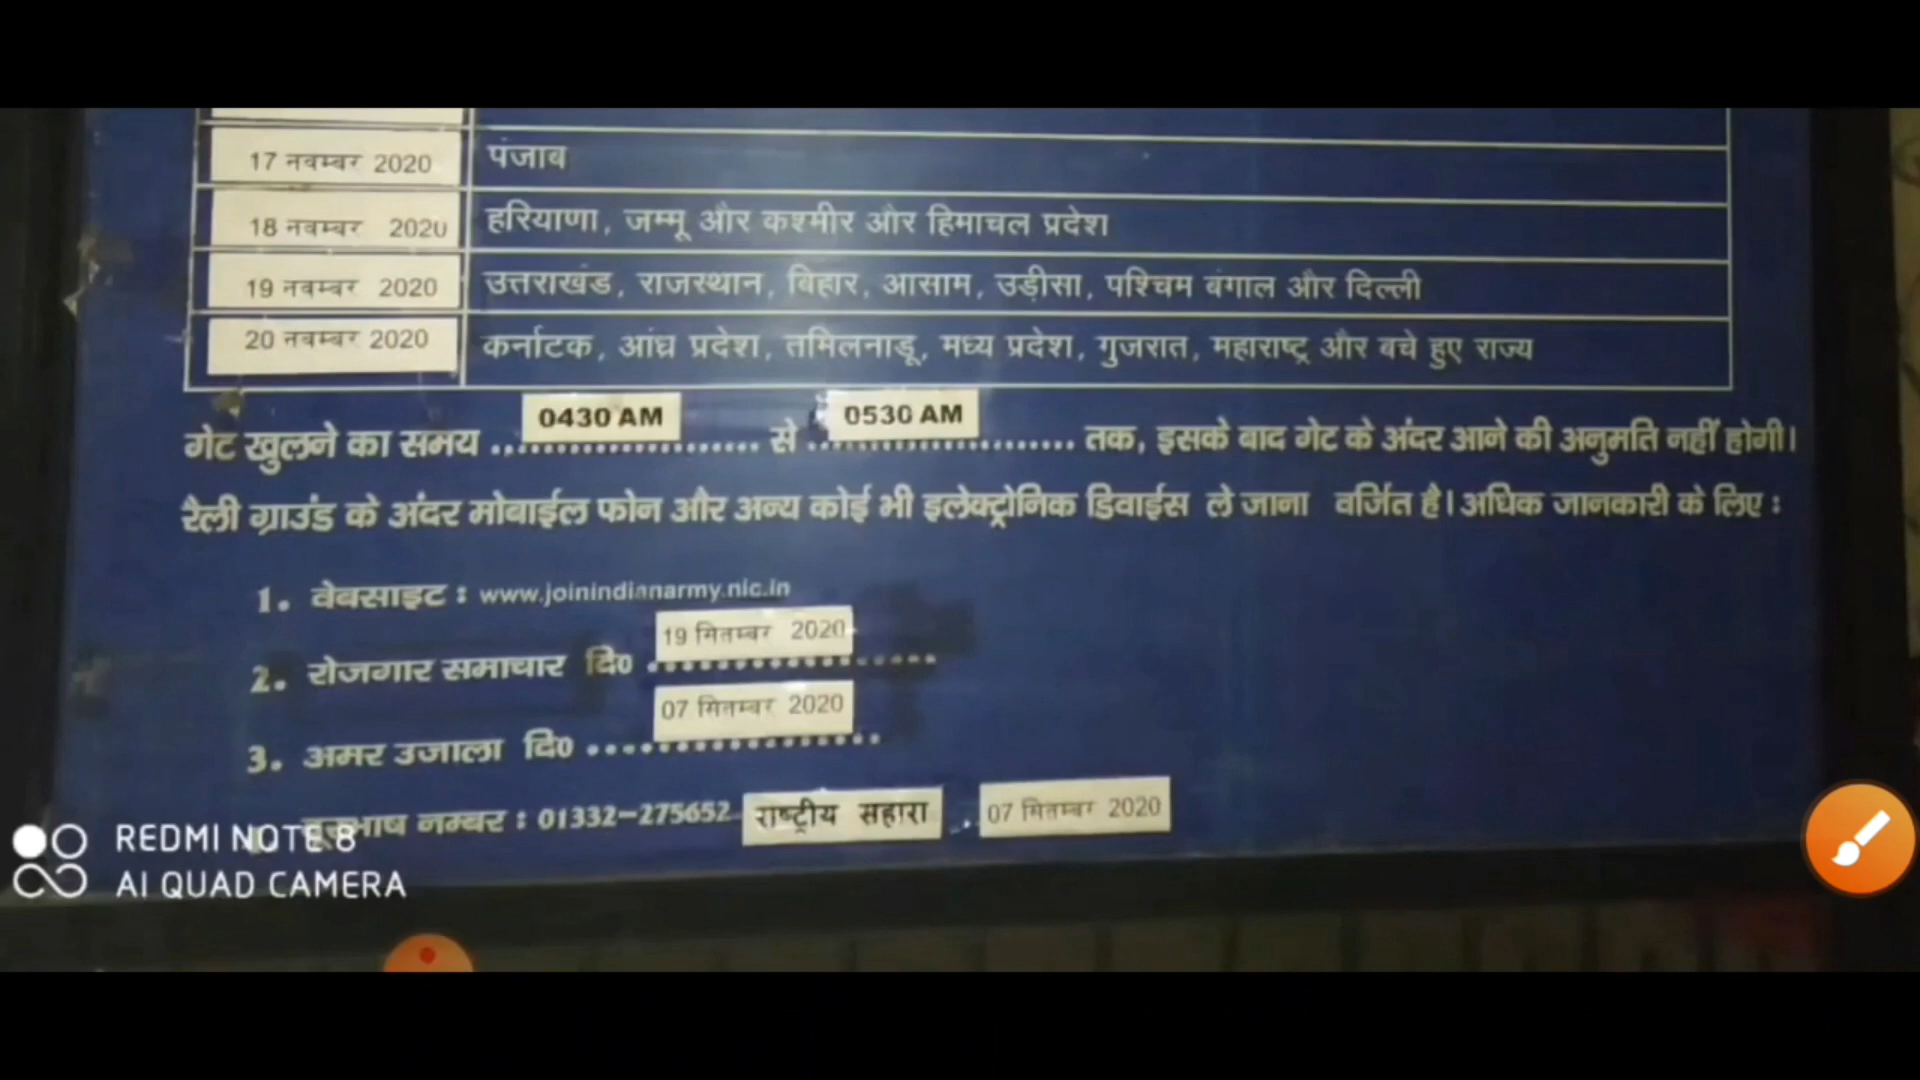 17 नवम्बर 2020 पंजाब
18 नवम्बर 2020 हरियाणा, जम्मू और कश्मीर और हिमाचल प्रदेश
19 नवम्बर 2020 उत्तराखंड, राजस्थान, बिहार, आसाम, उड़ीसा, पश्चिम बंगाल और दिल्ली
20 नवम्बर 2020 कर्नाटक, आंध्र प्रदेश, तमिलनाडू, मध्य प्रदेश, गुजरात, महाराष्ट्र और बचे हुए राज्य
गेट खुलने का समय 0430 AM से 0530 AM तक, इसके बाद गेट के अंदर आने की अनुमति नहीं होगी।
रैली ग्राउंड के अंदर मोबाईल फोन और अन्य कोई भी इलेक्ट्रोनिक डिवाईस ले जाना वर्जित है। अधिक जानकारी के लिए :
1. वेबसाइट : www.joinindianarmy.nic.in
2. रोजगार समाचार दि0 19 सितम्बर 2020
3. अमर उजाला दि0 07 सितम्बर 2020
दूरभाष नम्बर : 01332-275652 राष्ट्रीय सहारा , 07 सितम्बर 2020
REDMI NOTE 8
AI QUAD CAMERA